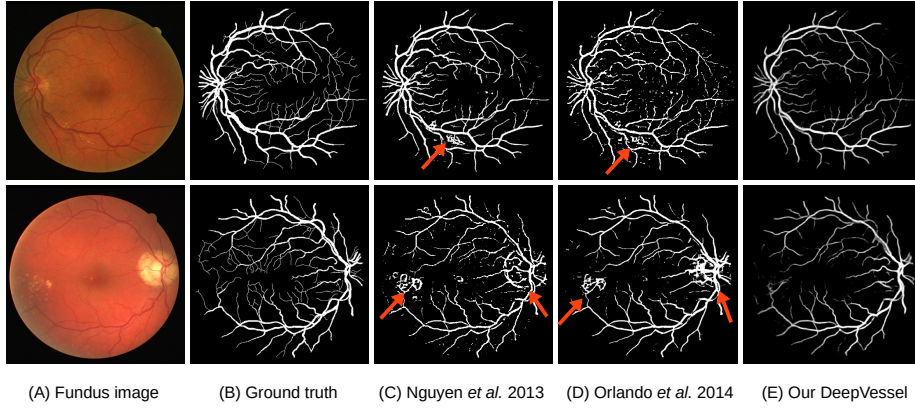 (A) Fundus image (B) Ground truth (C) Nguyen et al. 2013 (D) Orlando et al. 2014 (E) Our DeepVessel